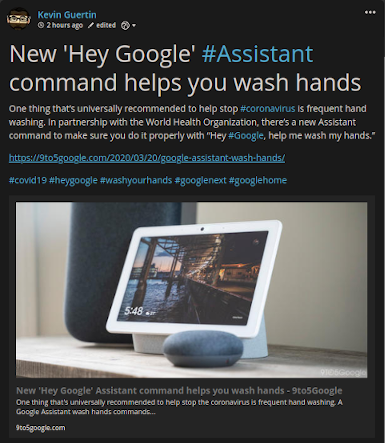 Kevin Guertin
2 hours ago edited
New 'Hey Google' #Assistant
command helps you wash hands
One thing that's universally recommended to help stop #coronavirus is frequent hand
washing. In partnership with the World Health Organization, there's a new Assistant
command to make sure you do it properly with “Hey #Google, help me wash my hands.”
https://9to5google.com/2020/03/20/google-assistant-wash-hands/
#covid19 #heygoogle #washyourhands #googlenext #googlehome
5:48
9TO5Google
New 'Hey Google' Assistant command helps you wash hands - 9to5Google
One thing that's universally recommended to help stop the coronavirus is frequent hand washing. A
Google Assistant wash hands commands...
9to5google.com